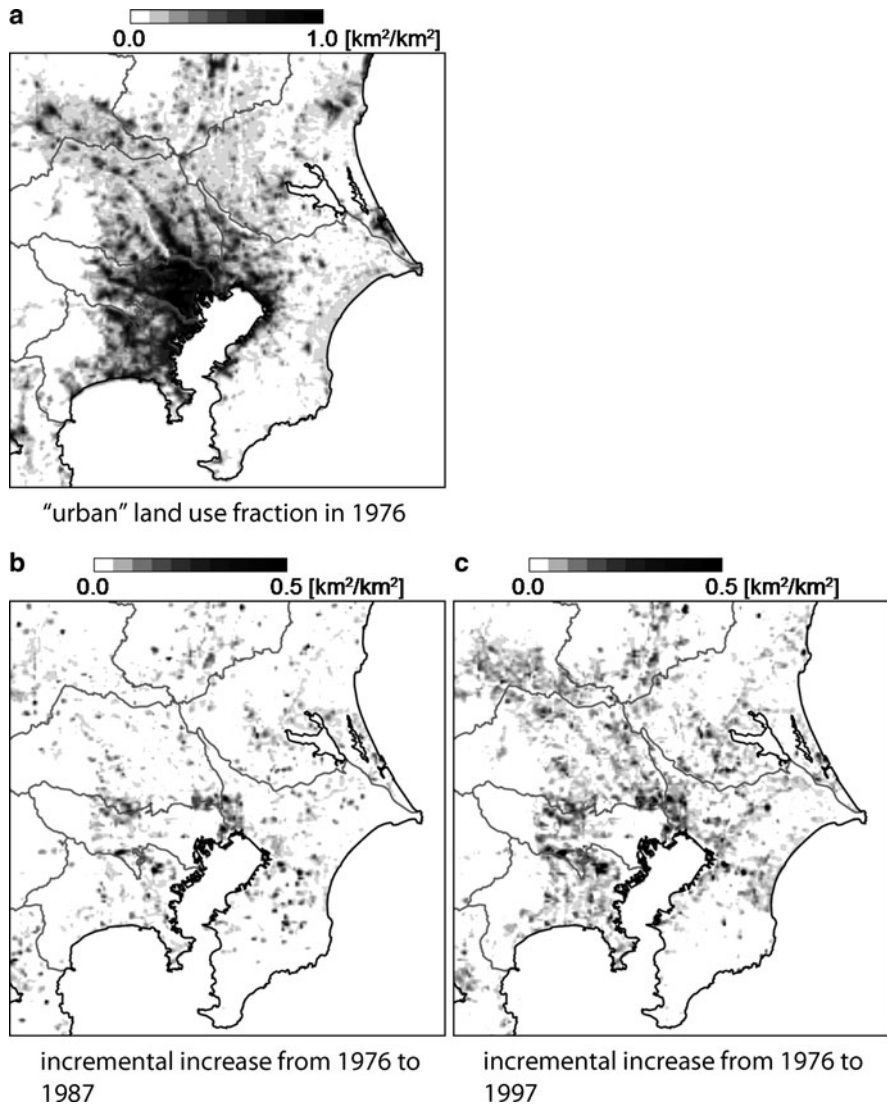 a
0.0 1.0 [km²/km²]
“urban” land use fraction in 1976
b
0.0 0.5 [km²/km²]
incremental increase from 1976 to
1987
c
0.0 0.5 [km²/km²]
incremental increase from 1976 to
1997